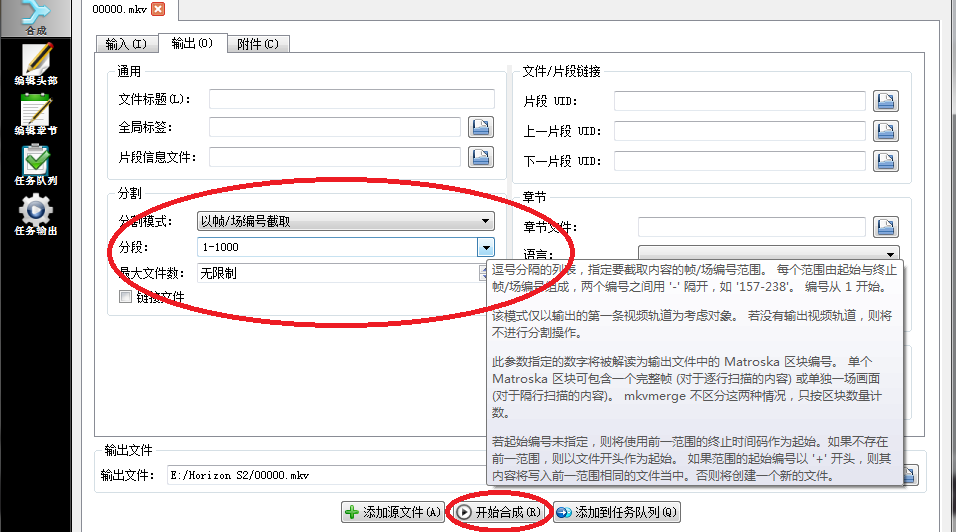 00000.mkv
合成
编辑头部
编辑章节
任务队列
任务输出
输入(I)
输出(O)
附件(C)
通用
文件标题(L):
全局标签:
片段信息文件:
分割
分割模式:
以帧/场编号截取
分段:
1-1000
最大文件数:
无限制
链接文件
文件/片段链接
片段 UID:
上一片段 UID:
下一片段 UID:
章节
章节文件:
语言:
逗号分隔的列表，指定要截取内容的帧/场编号范围。 每个范围由起始与终止
帧/场编号组成，两个编号之间用 '-' 隔开，如 '157-238'。 编号从 1 开始。
该模式仅以输出的第一条视频轨道为考虑对象。 若没有输出视频轨道，则将
不进行分割操作。
此参数指定的数字将被解读为输出文件中的 Matroska 区块编号。 单个
Matroska 区块可包含一个完整帧 (对于逐行扫描的内容) 或单独一场画面
(对于隔行扫描的内容)。 mkvmerge 不区分这两种情况，只按区块数量计
数。
若起始编号未指定，则将使用前一范围的终止时间码作为起始。如果不存在
前一范围，则以文件开头作为起始。 如果范围的起始编号以 '+' 开头，则其
内容将写入前一范围相同的文件当中。否则将创建一个新的文件。
输出文件
输出文件:
E:/Horizon S2/00000.mkv
添加源文件(A)
开始合成(R)
添加到任务队列(Q)